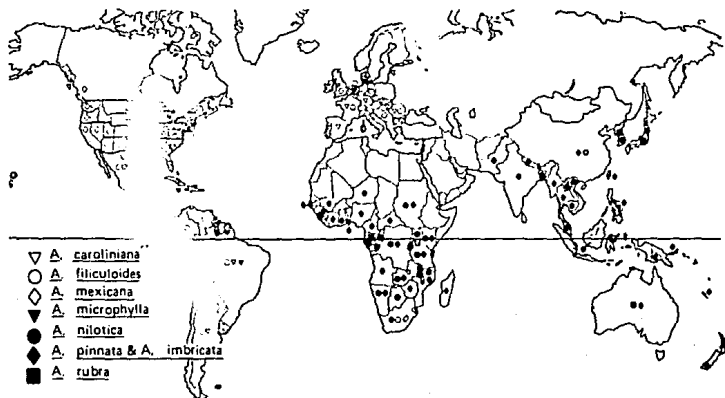 A. caroliniana
A. filiculoides
A. mexicana
A. microphylla
A. nilotica
A. pinnata & A. imbricata
A. rubra